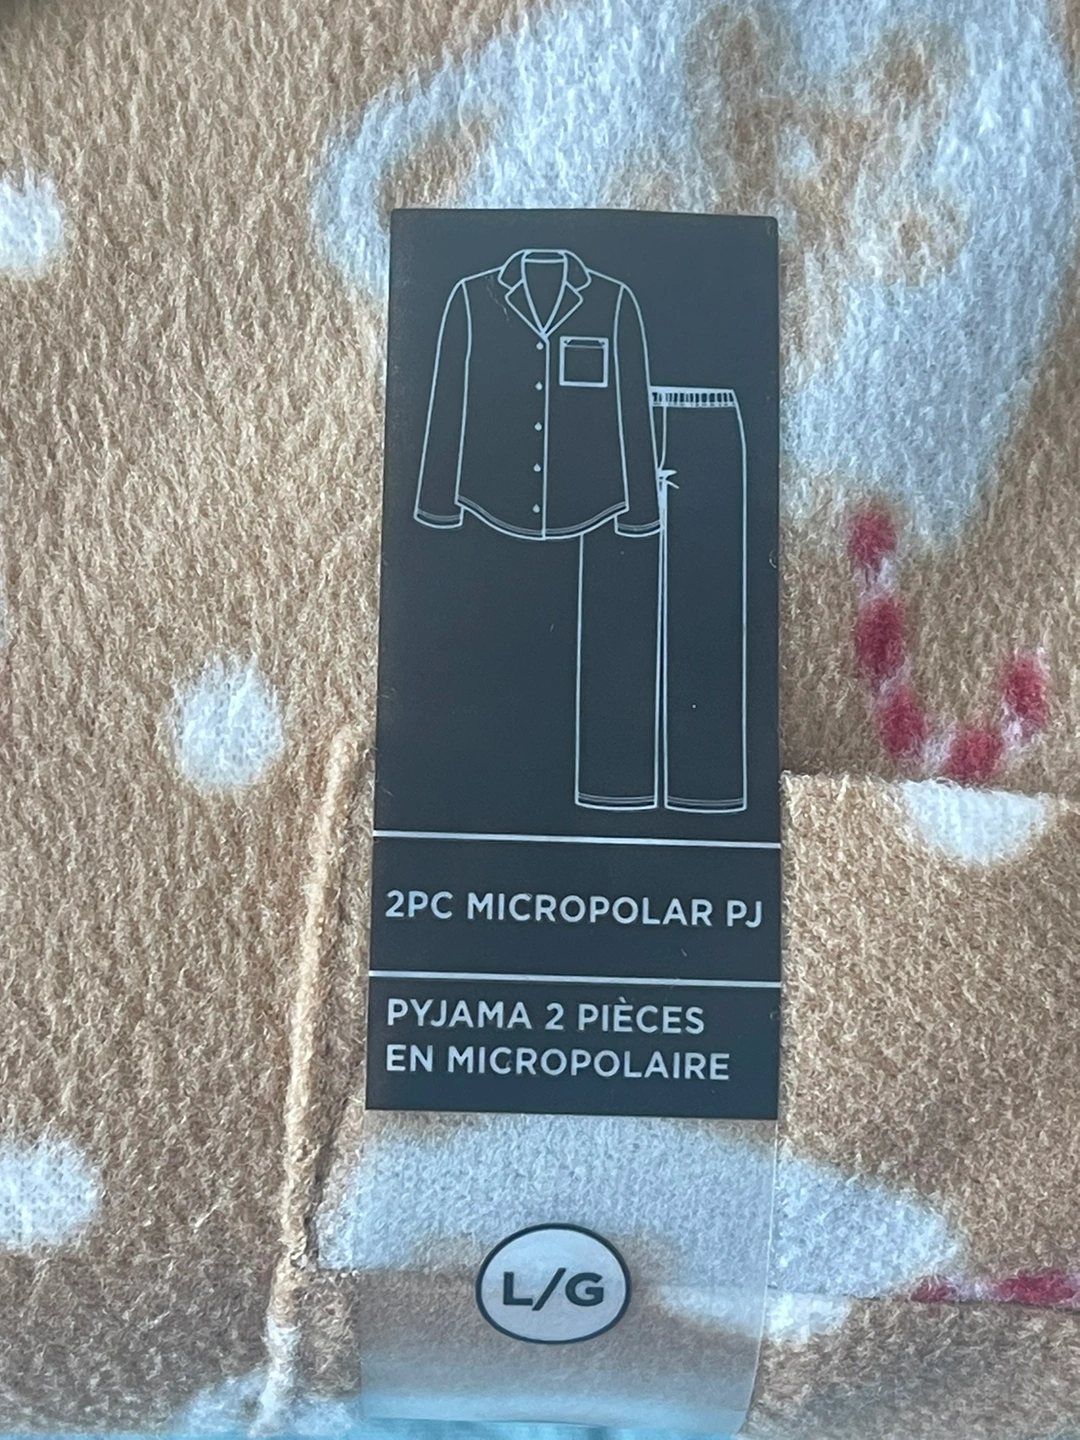 2PC MICROPOLAR PJ
PYJAMA 2 PIÈCES
EN MICROPOLAIRE
L/G